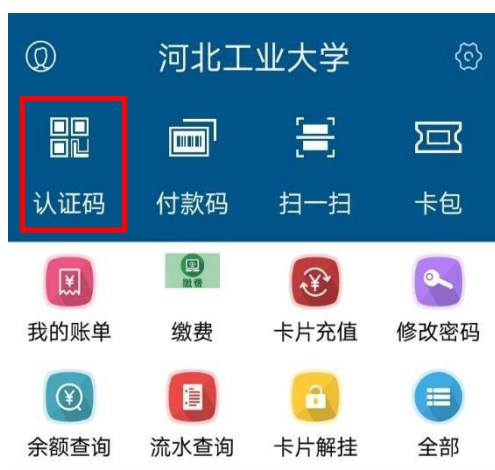 河北工业大学
认证码 付款码 扫一扫 卡包
缴费
我的账单 缴费 卡片充值 修改密码
余额查询 流水查询 卡片解挂 全部